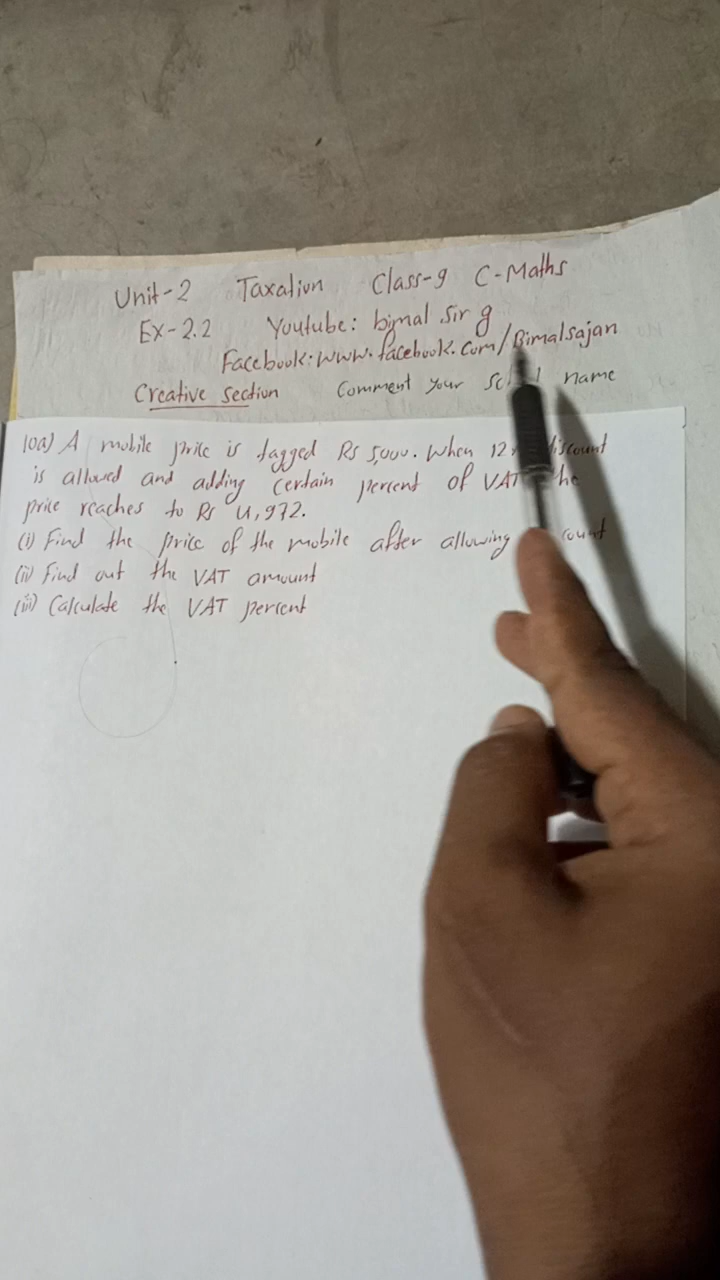 Unit-2 Taxation Class-9 C-Maths
Ex-2.2 Youtube: bimal sir g
Facebook: www.facebook.com/Bimalsajan
Creative section Comment your name
10a) A mobile price is tagged Rs 5,000. When 12
is allowed and adding certain percent of VAT
price reaches to Rs 4,972.
(i) Find the price of the mobile after allowing
(ii) Find out the VAT amount
(iii) Calculate the VAT percent